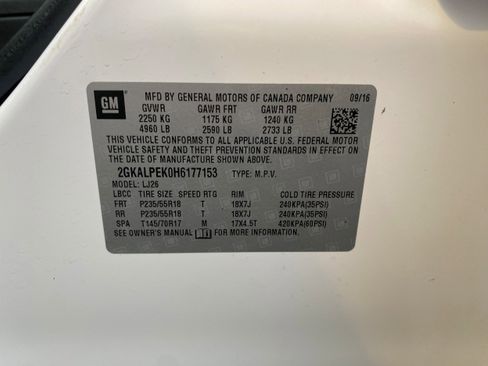 GM
MFD BY GENERAL MOTORS OF CANADA COMPANY 09/16
GVWR GAWR FRT GAWR RR
2250 KG 1175 KG 1240 KG
4960 LB 2590 LB 2733 LB
THIS VEHICLE CONFORMS TO ALL APPLICABLE U.S. FEDERAL MOTOR
VEHICLE SAFETY AND THEFT PREVENTION STANDARDS IN EFFECT ON THE
DATE OF MANUFACTURE SHOWN ABOVE.
2GKALPEK0H6177153 TYPE: M.P.V.
MODEL: LJ26
LBCC TIRE SIZE SPEED RTG RIM COLD TIRE PRESSURE
FRT P235/55R18 T 18X7J 240KPA(35PSI)
RR P235/55R18 T 18X7J 240KPA(35PSI)
SPA T145/70R17 M 17X4.5T 420KPA(60PSI)
SEE OWNER'S MANUAL FOR MORE INFORMATION.